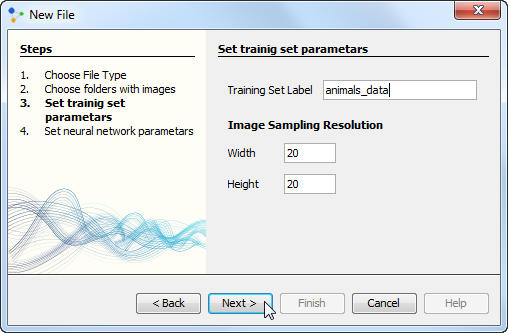 New File
Steps
1. Choose File Type
2. Choose folders with images
3. Set trainig set
parametars
4. Set neural network parametars
Set trainig set parametars
Training Set Label animals_data
Image Sampling Resolution
Width 20
Height 20
< Back Next > Finish Cancel Help